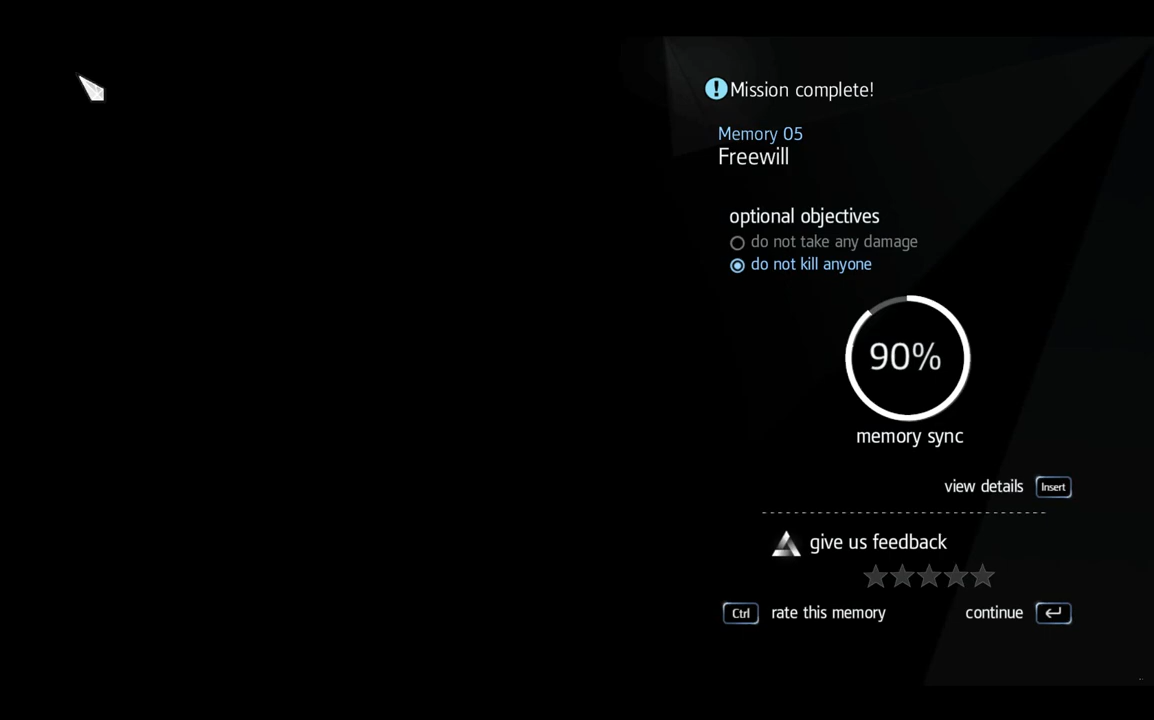 Mission complete!
Memory 05
Freewill
optional objectives
do not take any damage
do not kill anyone
90%
memory sync
view details Insert
give us feedback
Ctrl rate this memory continue